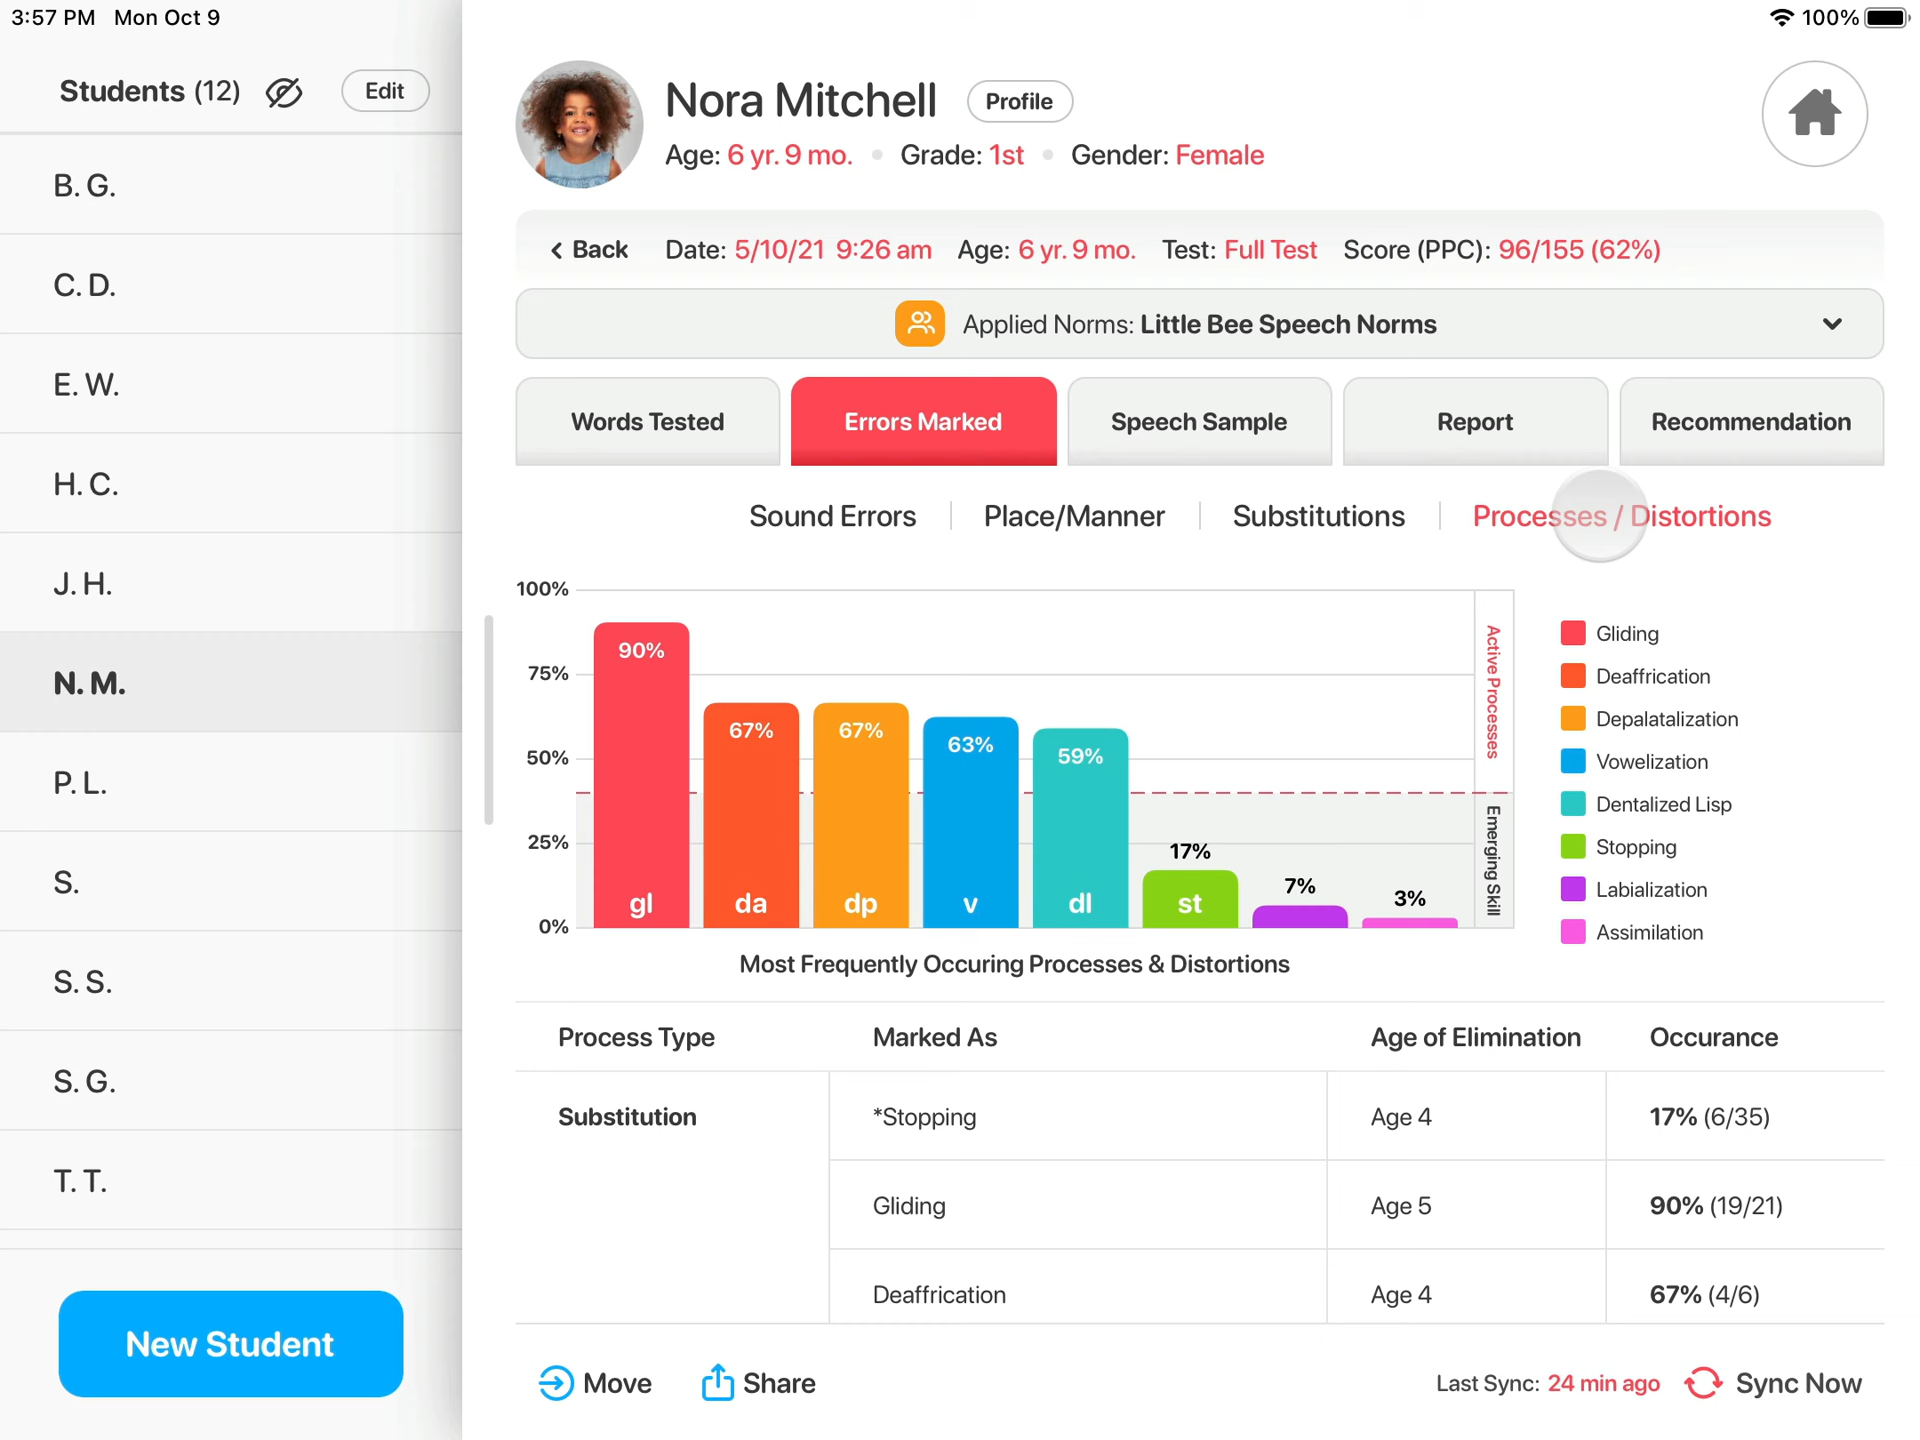 3:57 PM Mon Oct 9
100%
Students (12)
Edit
B. G.
C. D.
E. W.
H. C.
J. H.
N. M.
P. L.
S.
S. S.
S. G.
T. T.
New Student
Nora Mitchell
Profile
Age: 6 yr. 9 mo. Grade: 1st Gender: Female
Back Date: 5/10/21 9:26 am Age: 6 yr. 9 mo. Test: Full Test Score (PPC): 96/155 (62%)
Applied Norms: Little Bee Speech Norms
Words Tested Errors Marked Speech Sample Report Recommendation
Sound Errors Place/Manner Substitutions Processes / Distortions
100%
75%
50%
25%
0%
90%
67%
67%
63%
59%
17%
7%
3%
gl
da
dp
v
dl
st
Active Processes
Emerging Skill
Gliding
Deaffrication
Depalatalization
Vowelization
Dentalized Lisp
Stopping
Labialization
Assimilation
Most Frequently Occuring Processes & Distortions
Process Type Marked As Age of Elimination Occurance
Substitution *Stopping Age 4 17% (6/35)
Gliding Age 5 90% (19/21)
Deaffrication Age 4 67% (4/6)
Move Share Last Sync: 24 min ago Sync Now